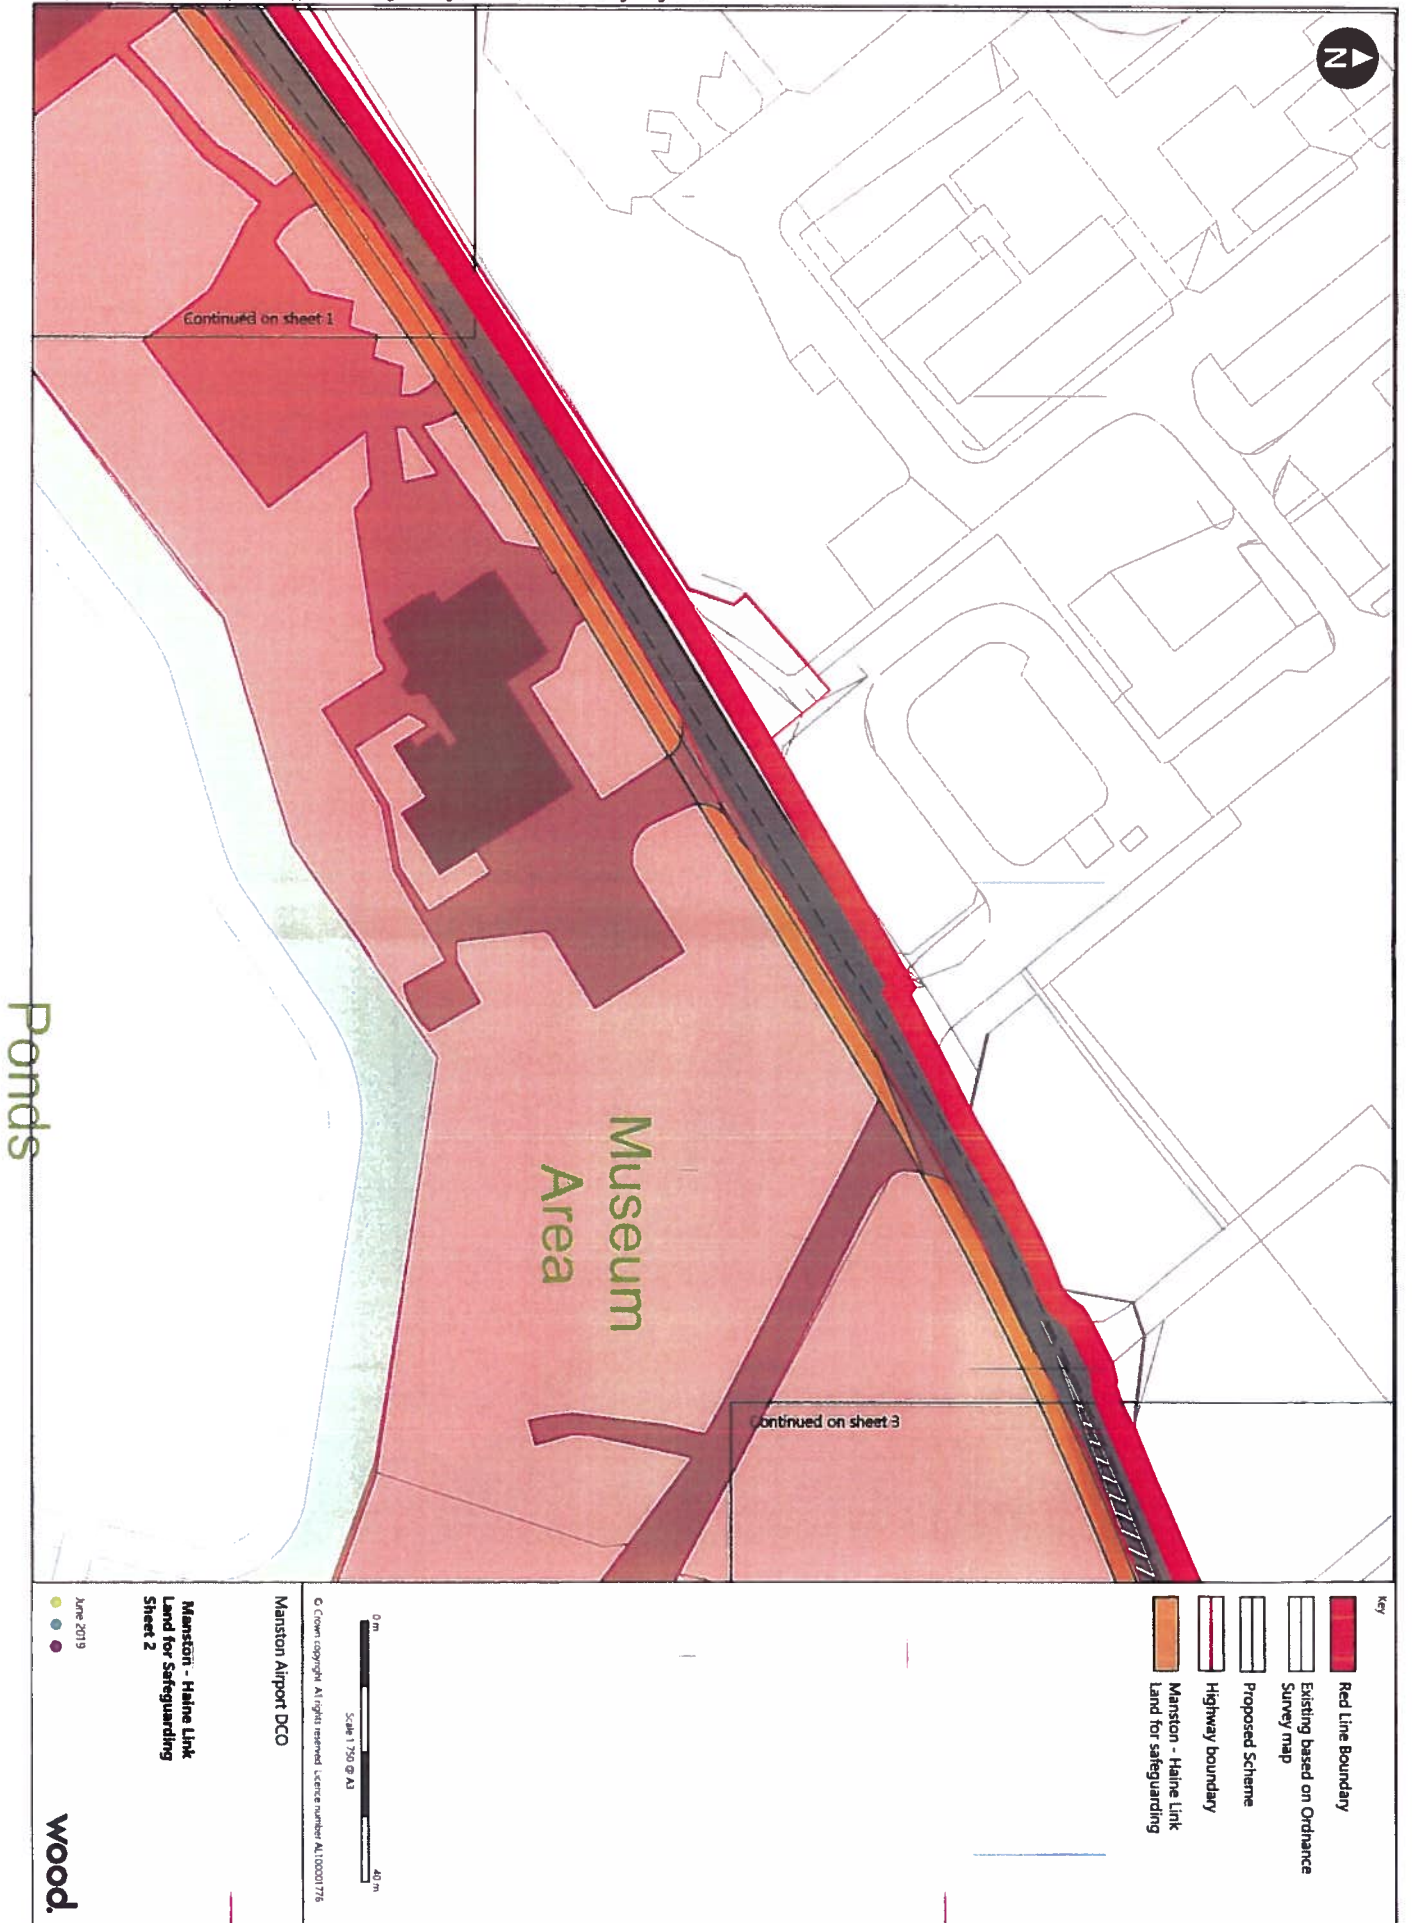 N
Continued on sheet 1
Continued on sheet 3
Museum
Area
Ponds
Key
Red Line Boundary
Existing based on Ordnance
Survey map
Proposed Scheme
Highway boundary
Manston - Haine Link
Land for safeguarding
0 m
40 m
Scale 1 750 @ A3
© Crown copyright All rights reserved Licence number AL100001776
Manston Airport DCO
Manston - Haine Link
Land for Safeguarding
Sheet 2
June 2019
wood.